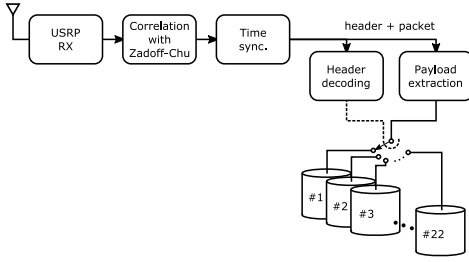 USRP
RX
Correlation
with
Zadoff-Chu
Time
sync.
header + packet
Header
decoding
Payload
extraction
#1
#2
#3
#22